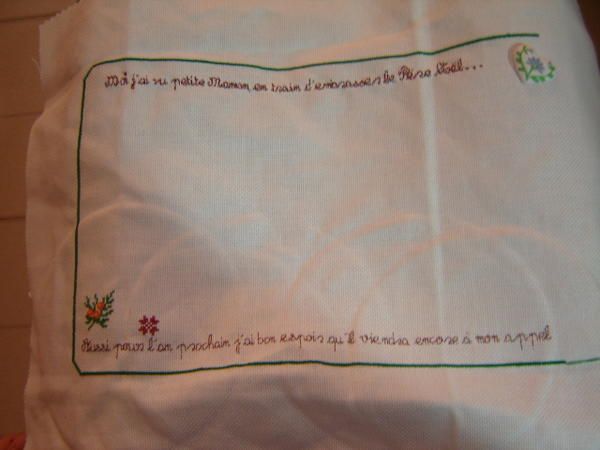 Moi j'ai vu petite Maman en train d'embrasser le Père Noël...
Aussi pour l'an prochain j'ai bon espoir qu'il viendra encore à mon appel